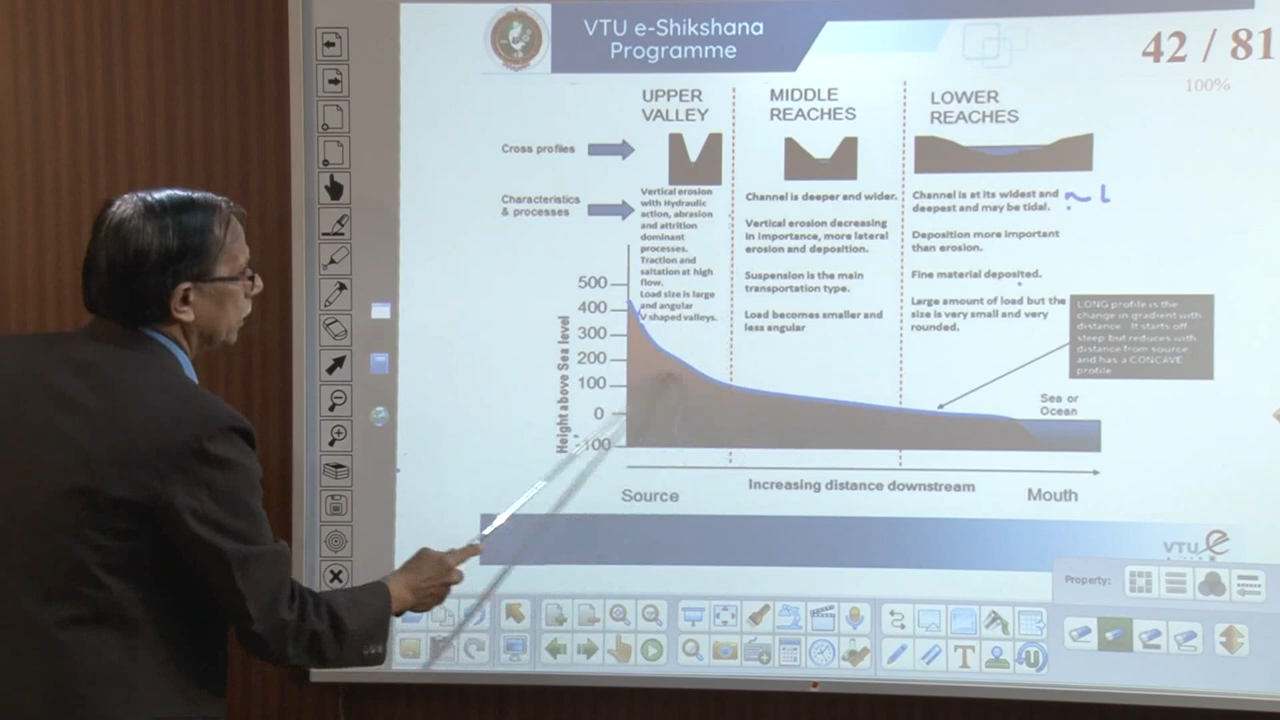 VTU e-Shikshana
Programme
42 / 81
100%
UPPER
VALLEY
MIDDLE
REACHES
LOWER
REACHES
Cross profiles
Characteristics
& processes
Vertical erosion
with Hydraulic
action, abrasion
and attrition
dominant
processes.
Traction and
saltation at high
flow.
Load size is large
and angular
V shaped valleys.
Channel is deeper and wider.
Vertical erosion decreasing
in importance, more lateral
erosion and deposition.
Suspension is the main
transportation type.
Load becomes smaller and
less angular
Channel is at its widest and
deepest and may be tidal.
Deposition more important
than erosion.
Fine material deposited.
Large amount of load but the
size is very small and very
rounded.
LONG profile is the
change in gradient with
distance. It starts off
steep but reduces with
distance from source
and has a CONCAVE
profile
Height above Sea level
500
400
300
200
100
0
-100
Sea or
Ocean
Source
Increasing distance downstream
Mouth
VTU e
Property: